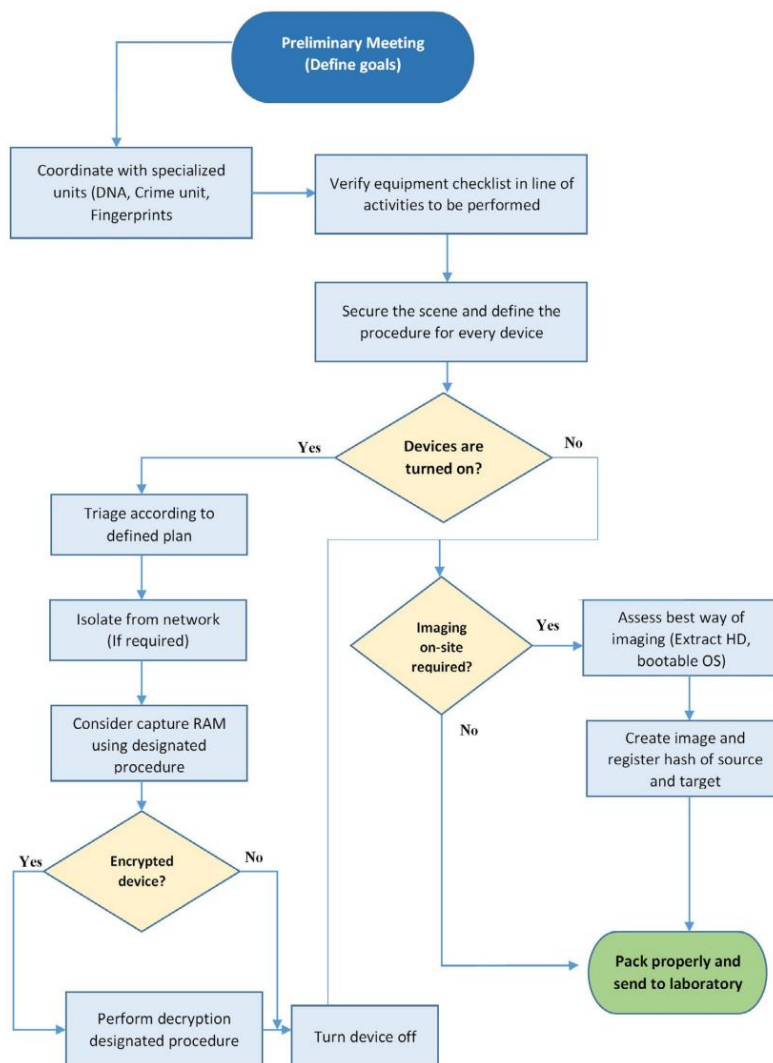 Preliminary Meeting
(Define goals)
Coordinate with specialized
units (DNA, Crime unit,
Fingerprints
Verify equipment checklist in line of
activities to be performed
Secure the scene and define the
procedure for every device
Devices are
turned on?
Yes
No
Triage according to
defined plan
Isolate from network
(If required)
Consider capture RAM
using designated
procedure
Encrypted
device?
Yes
No
Perform decryption
designated procedure
Turn device off
Imaging
on-site
required?
Yes
No
Assess best way of
imaging (Extract HD,
bootable OS)
Create image and
register hash of source
and target
Pack properly and
send to laboratory